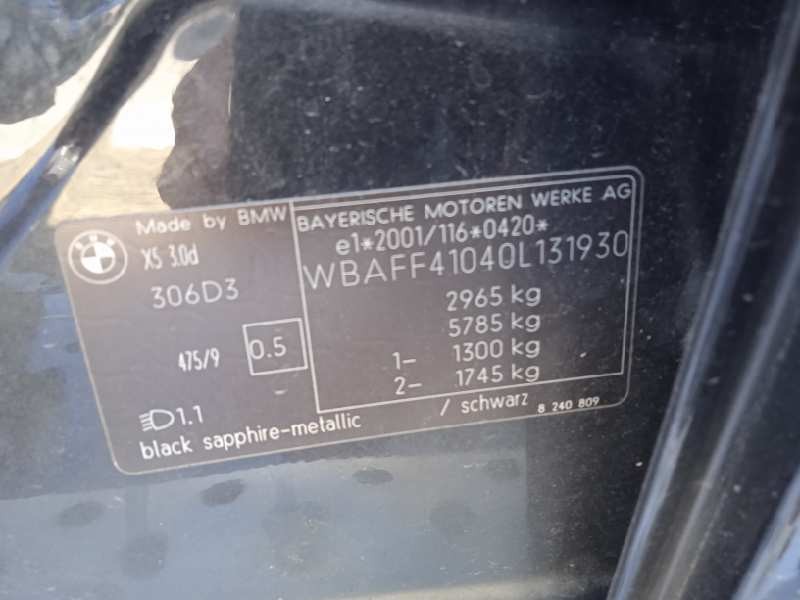 BMW
Made by BMW
X5 3.0d
306D3
475/9
0.5
1.1
black sapphire-metallic / schwarz
BAYERISCHE MOTOREN WERKE AG
e1*2001/116*0420*
WBAFF41040L131930
2965 kg
5785 kg
1- 1300 kg
2- 1745 kg
8 240 809